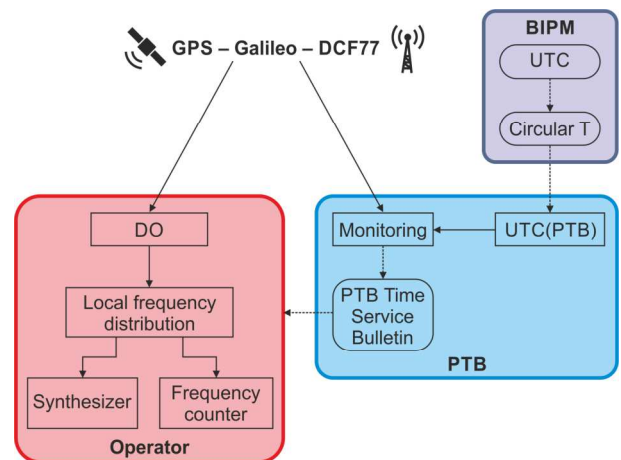 GPS – Galileo – DCF77
BIPM
UTC
Circular T
DO
Local frequency
distribution
Synthesizer
Frequency
counter
Operator
Monitoring
UTC(PTB)
PTB Time
Service
Bulletin
PTB